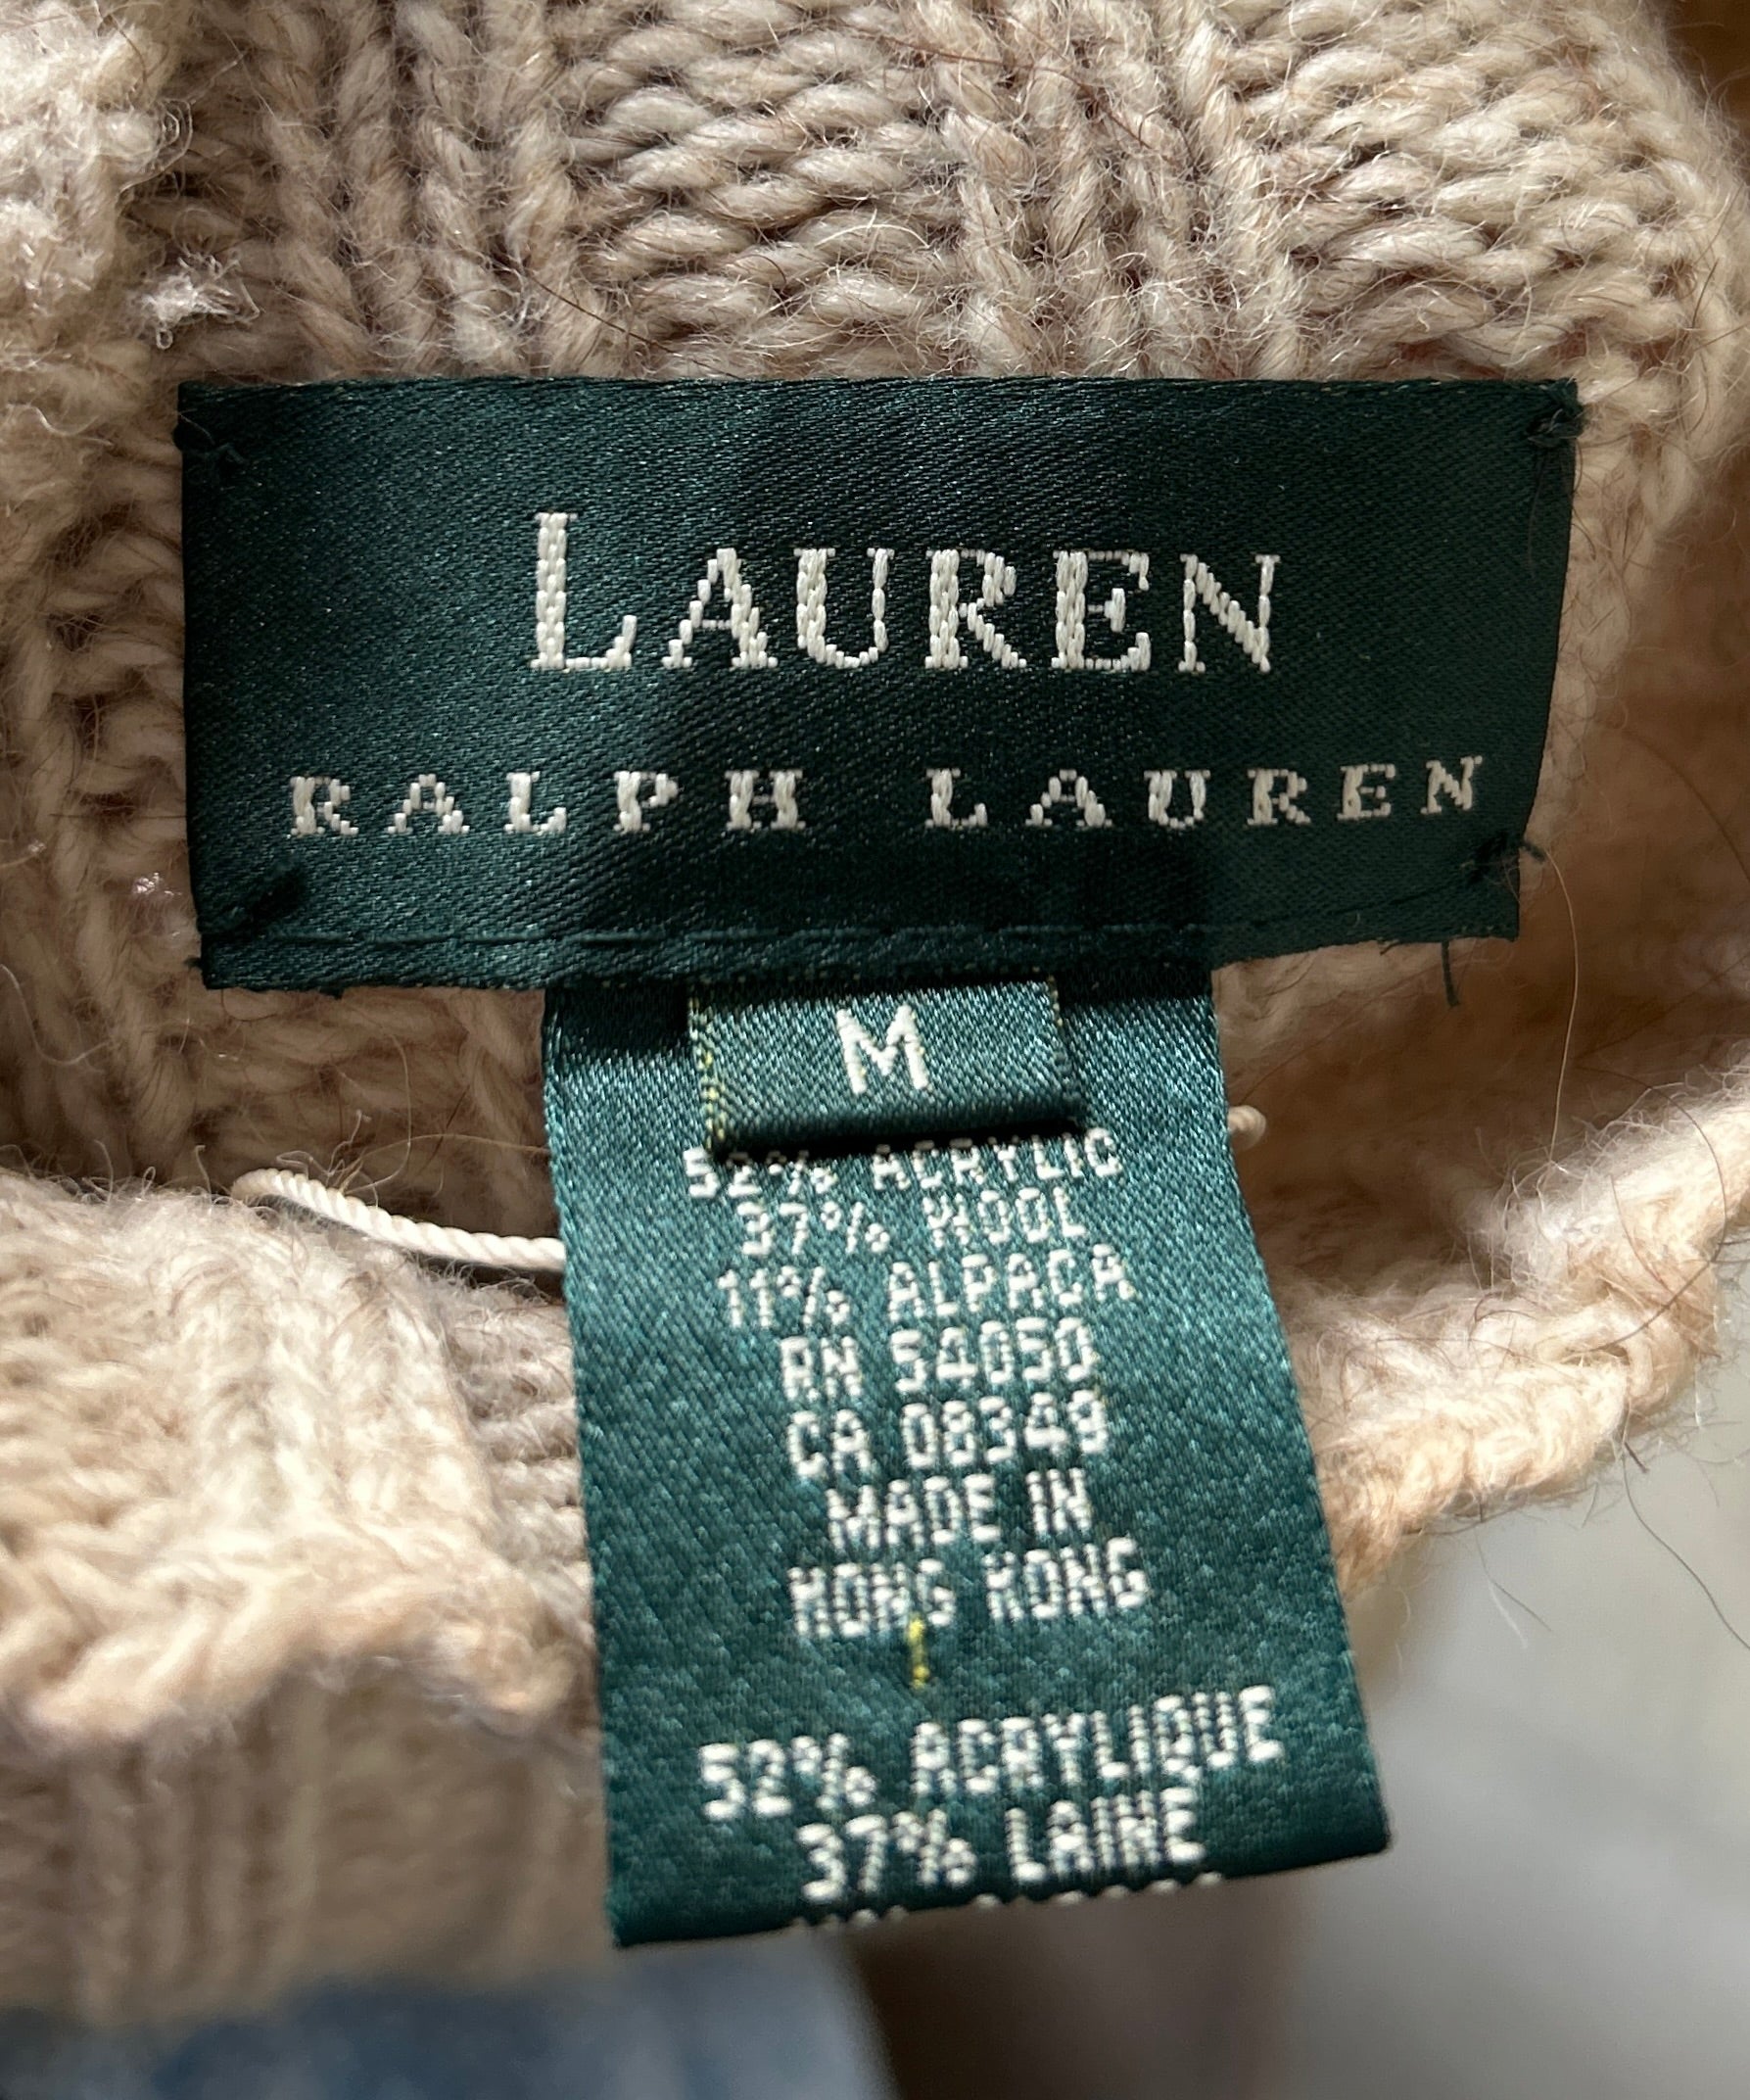 LAUREN
RALPH LAUREN
M
52% ACRYLIC
37% WOOL
11% ALPACA
RN 54050
CA 08349
MADE IN
HONG KONG
52% ACRYLIQUE
37% LAINE